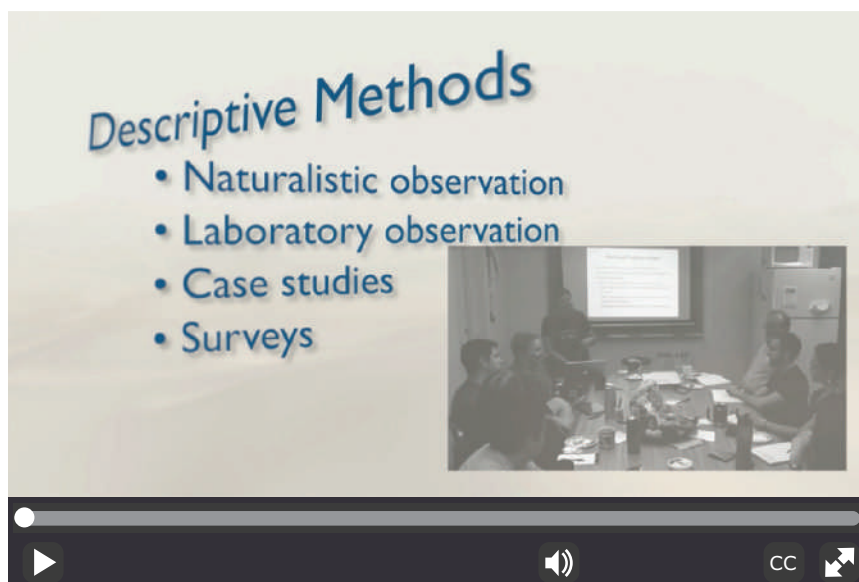 Descriptive Methods
• Naturalistic observation
• Laboratory observation
• Case studies
• Surveys
CC